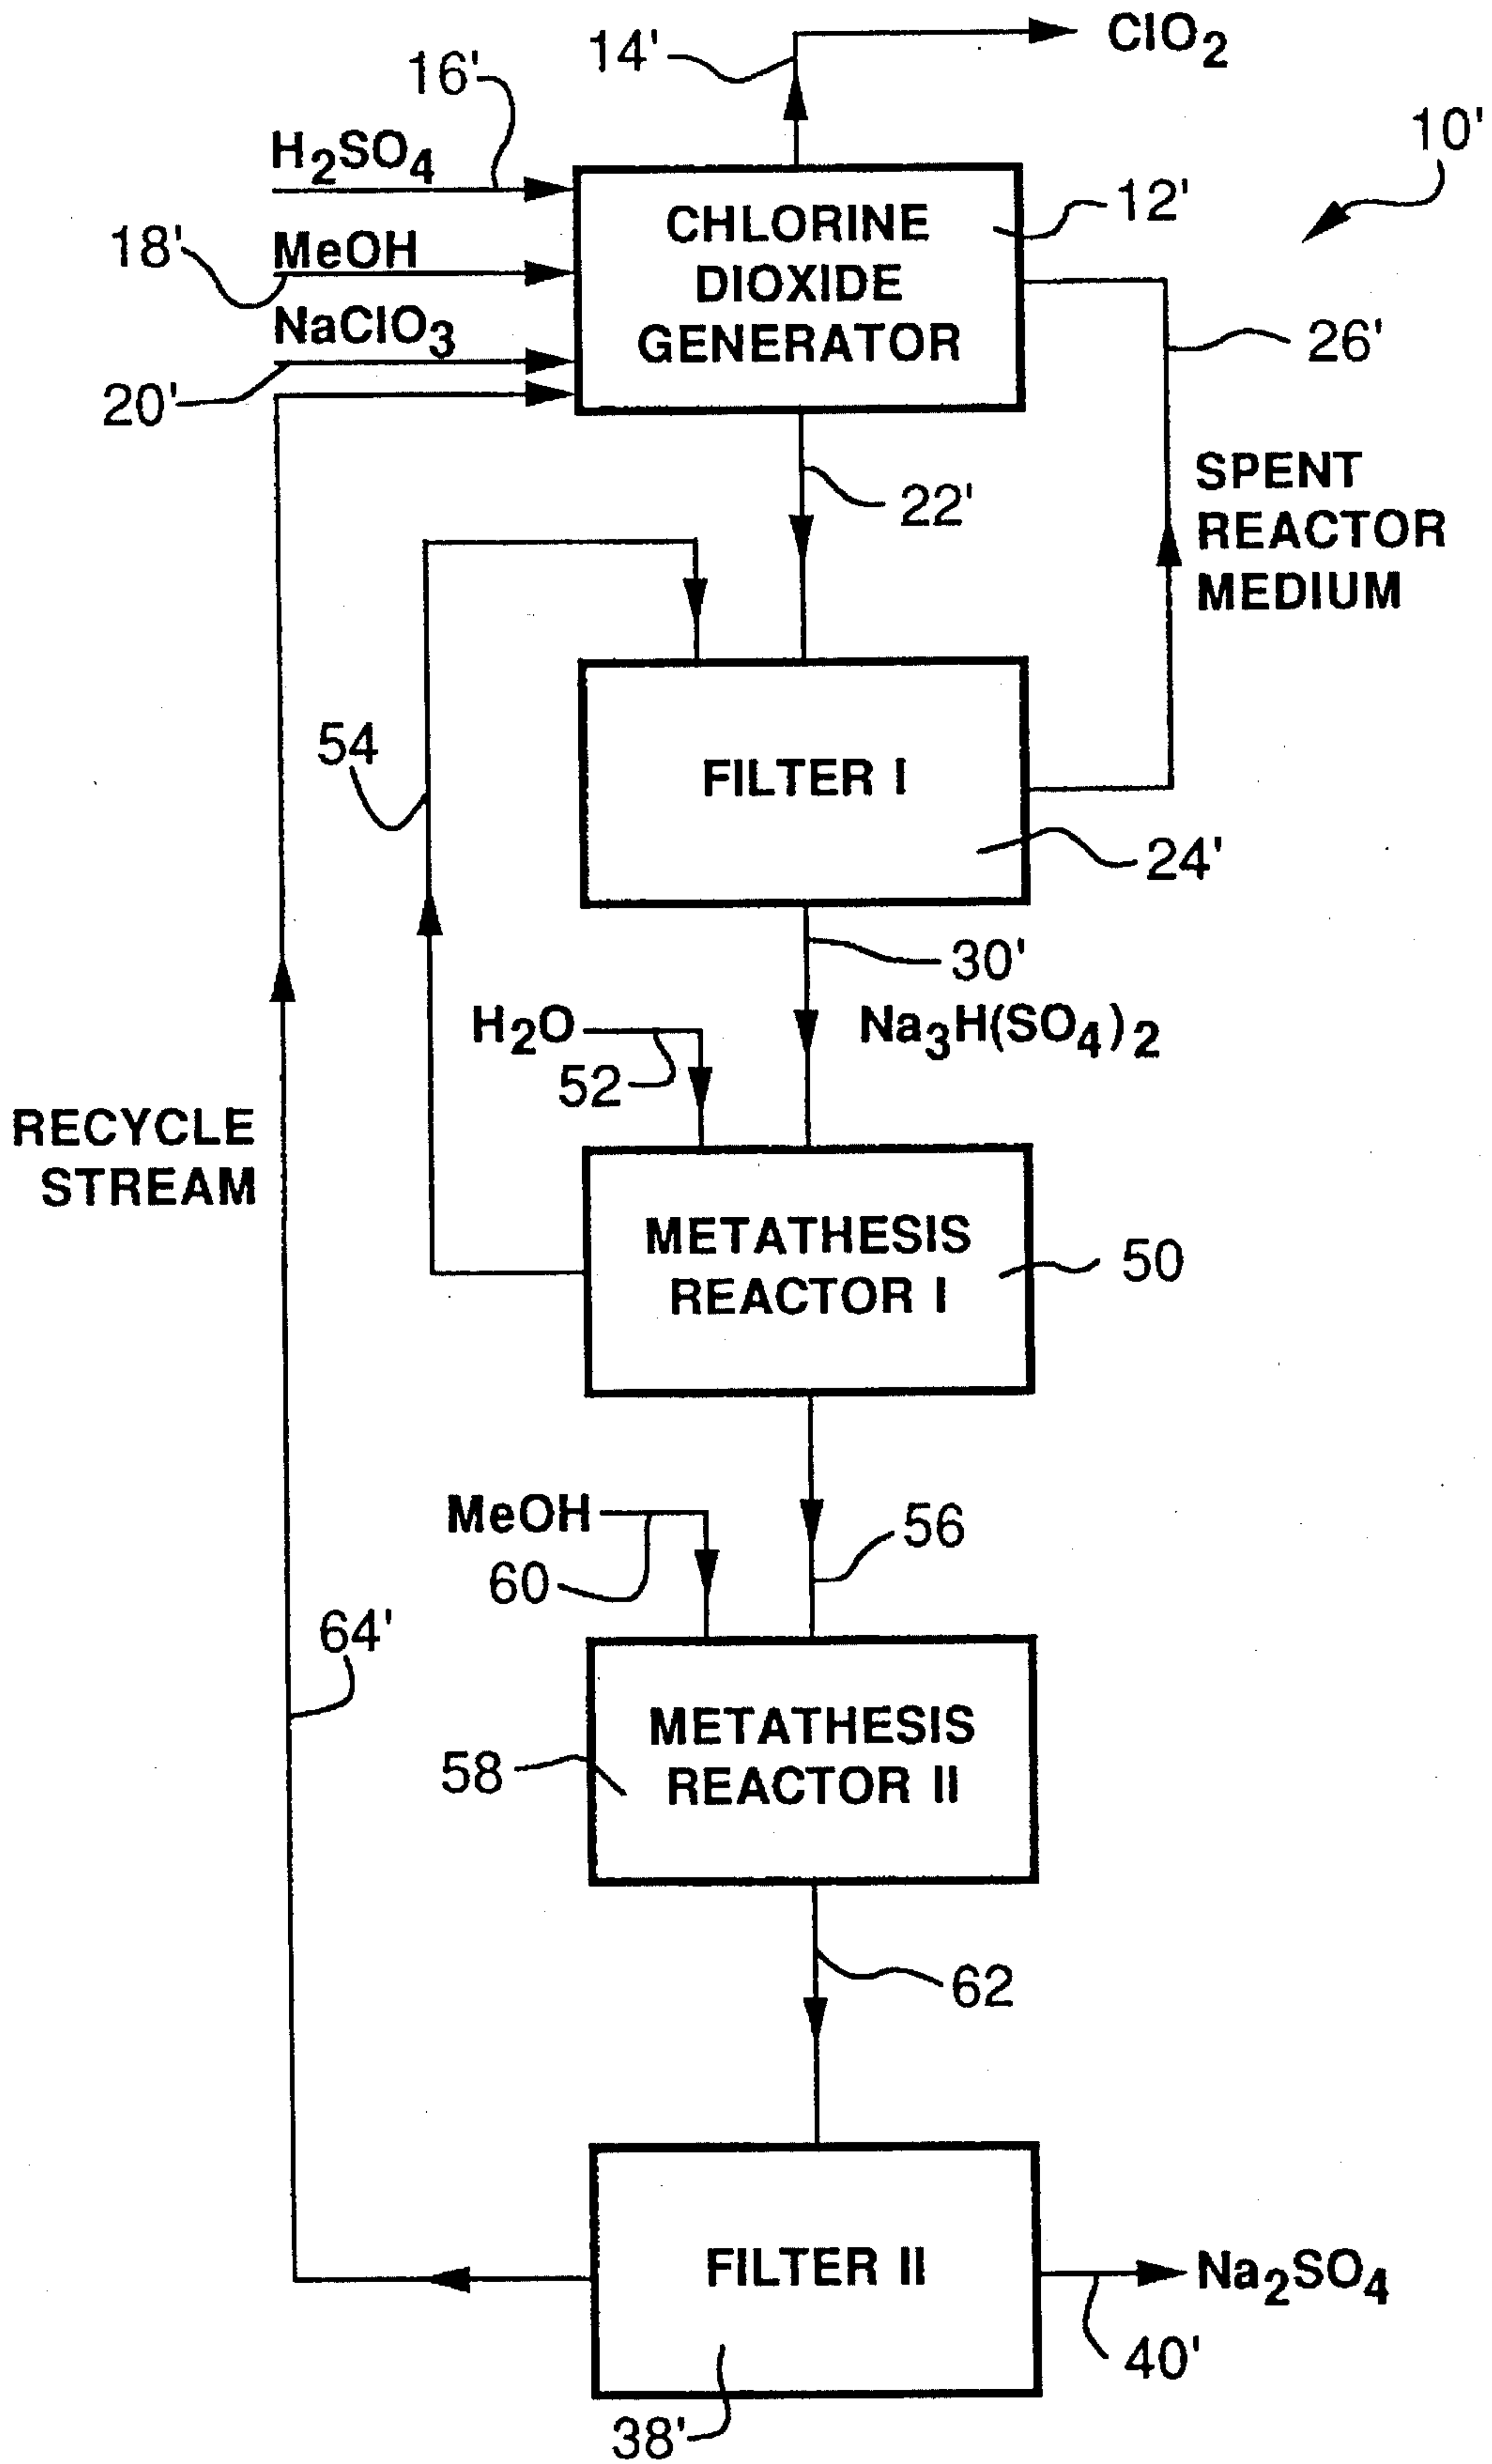 14'
ClO2
16'
10'
H2SO4
12'
CHLORINE
DIOXIDE
GENERATOR
18'
MeOH
NaClO3
20'
26'
22'
SPENT
REACTOR
MEDIUM
54
FILTER I
24'
30'
H2O
52
Na3H(SO4)2
RECYCLE
STREAM
METATHESIS
REACTOR I
50
MeOH
60
56
64'
METATHESIS
REACTOR II
58
62
FILTER II
Na2SO4
40'
38'